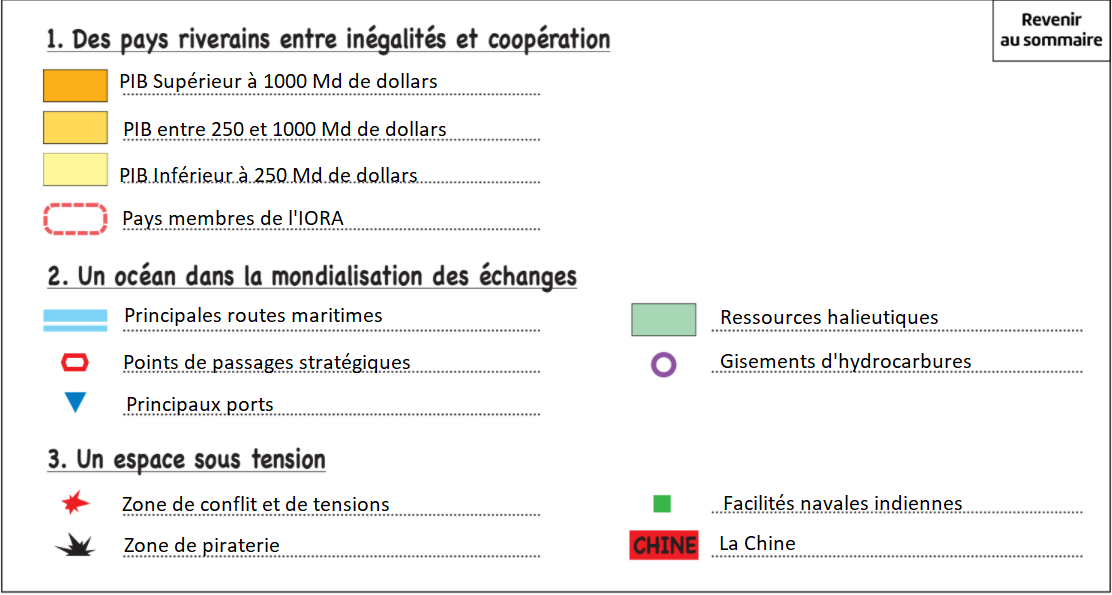 Revenir
au sommaire
1. Des pays riverains entre inégalités et coopération
PIB Supérieur à 1000 Md de dollars
PIB entre 250 et 1000 Md de dollars
PIB Inférieur à 250 Md de dollars
Pays membres de l'IORA
2. Un océan dans la mondialisation des échanges
Principales routes maritimes
Points de passages stratégiques
Principaux ports
Ressources halieutiques
Gisements d'hydrocarbures
3. Un espace sous tension
Zone de conflit et de tensions
Zone de piraterie
Facilités navales indiennes
CHINE La Chine